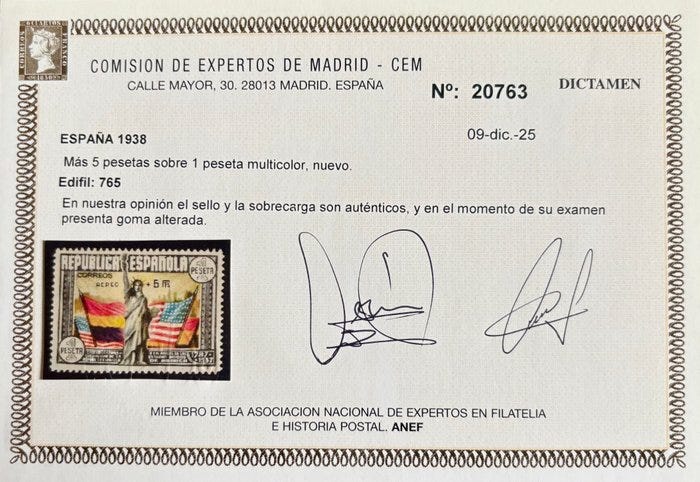 CORREOS
FRANCO
COMISION DE EXPERTOS DE MADRID - CEM
CALLE MAYOR, 30. 28013 MADRID. ESPAÑA
Nº: 20763
DICTAMEN
09-dic.-25
ESPAÑA 1938
Más 5 pesetas sobre 1 peseta multicolor, nuevo.
Edifil: 765
En nuestra opinión el sello y la sobrecarga son auténticos, y en el momento de su examen
presenta goma alterada.
REPUBLICA ESPAÑOLA
CORREOS
AEREO
+ 5
1 PESETA
1 PESETA
MIEMBRO DE LA ASOCIACION NACIONAL DE EXPERTOS EN FILATELIA
E HISTORIA POSTAL. ANEF